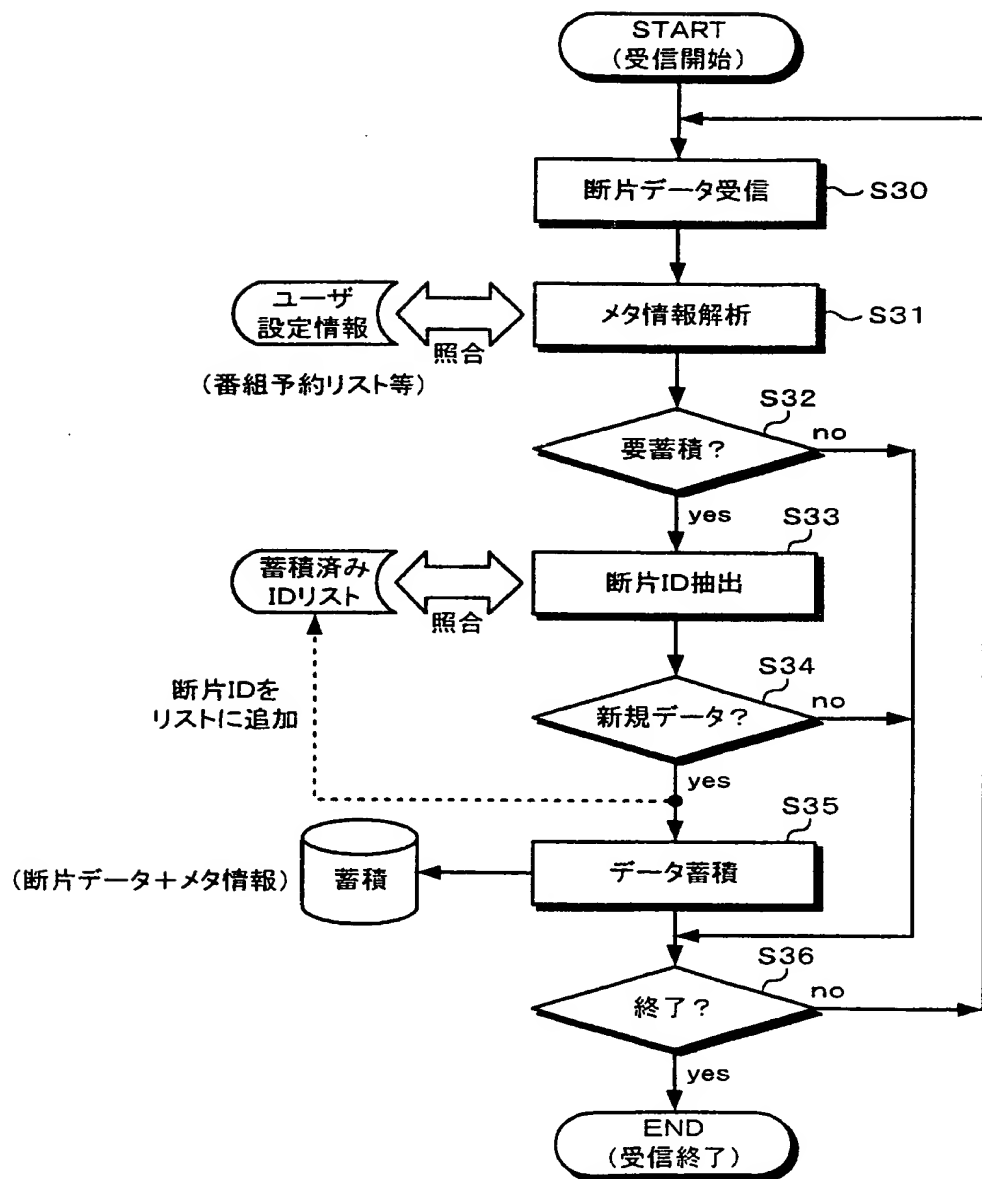 START
(受信開始)
断片データ受信
S30
ユーザ
設定情報
照合
メタ情報解析
S31
(番組予約リスト等)
S32
要蓄積?
no
yes
S33
蓄積済み
IDリスト
照合
断片ID抽出
断片IDを
リストに追加
S34
新規データ?
no
yes
S35
(断片データ+メタ情報)
蓄積
データ蓄積
S36
終了?
no
yes
END
(受信終了)